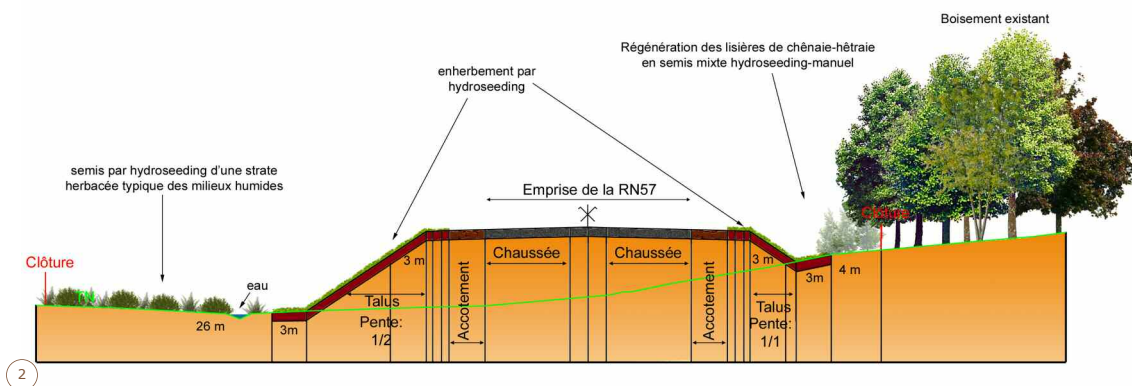 Boisement existant
Régénération des lisières de chênaie-hêtraie
en semis mixte hydroseeding-manuel
enherbement par
hydroseeding
semis par hydroseeding d'une strate
herbacée typique des milieux humides
Emprise de la RN57
Clôture
Clôture
eau
3 m
Chaussée
Chaussée
3 m
4 m
3m
26 m
3m
Talus
Pente:
1/2
Accotement
Accotement
Talus
Pente:
1/1
2